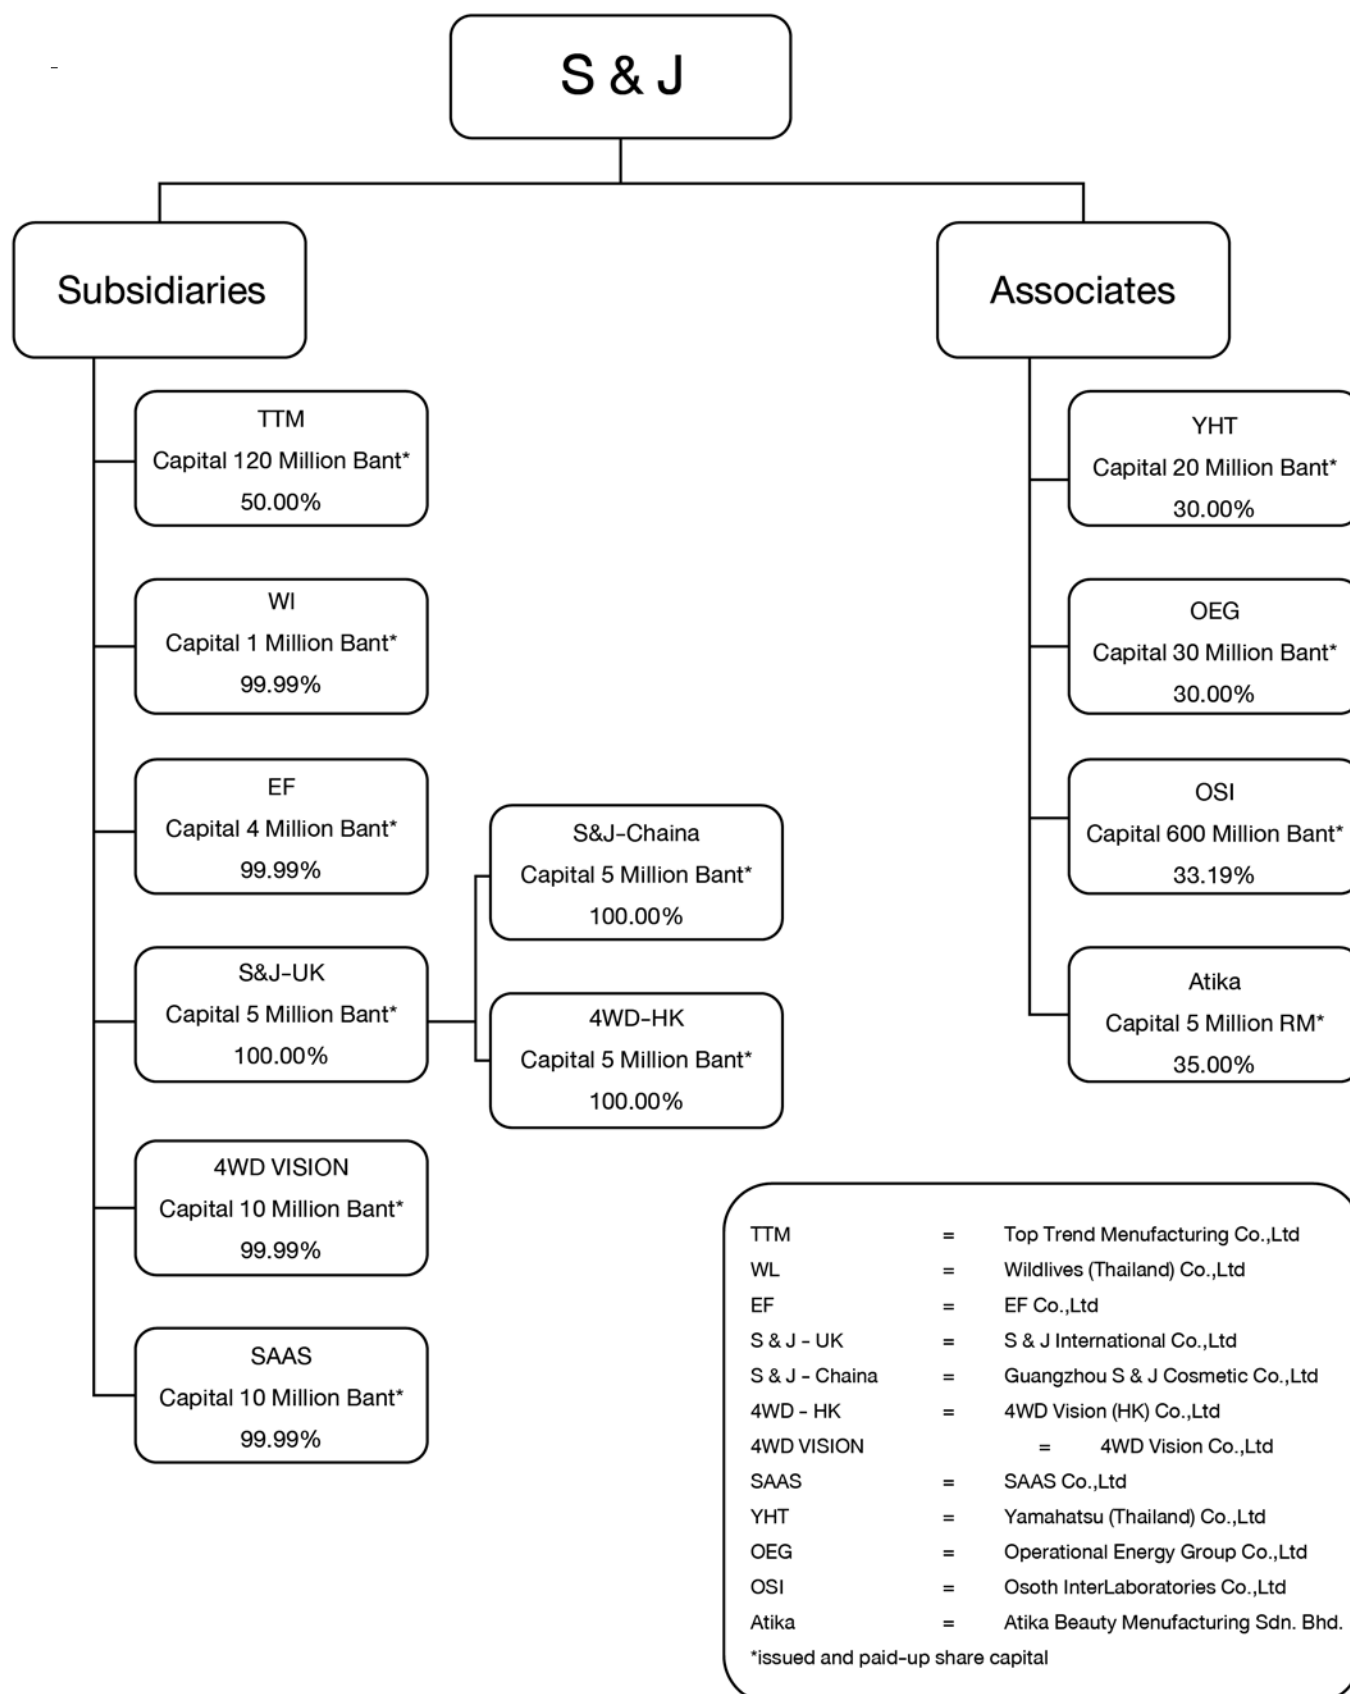 S & J
Subsidiaries
TTM
Capital 120 Million Bant*
50.00%
WI
Capital 1 Million Bant*
99.99%
EF
Capital 4 Million Bant*
99.99%
S&J-UK
Capital 5 Million Bant*
100.00%
S&J-Chaina
Capital 5 Million Bant*
100.00%
4WD-HK
Capital 5 Million Bant*
100.00%
4WD VISION
Capital 10 Million Bant*
99.99%
SAAS
Capital 10 Million Bant*
99.99%
Associates
YHT
Capital 20 Million Bant*
30.00%
OEG
Capital 30 Million Bant*
30.00%
OSI
Capital 600 Million Bant*
33.19%
Atika
Capital 5 Million RM*
35.00%
TTM = Top Trend Menufacturing Co.,Ltd
WL = Wildlives (Thailand) Co.,Ltd
EF = EF Co.,Ltd
S & J - UK = S & J International Co.,Ltd
S & J - Chaina = Guangzhou S & J Cosmetic Co.,Ltd
4WD - HK = 4WD Vision (HK) Co.,Ltd
4WD VISION = 4WD Vision Co.,Ltd
SAAS = SAAS Co.,Ltd
YHT = Yamahatsu (Thailand) Co.,Ltd
OEG = Operational Energy Group Co.,Ltd
OSI = Osoth InterLaboratories Co.,Ltd
Atika = Atika Beauty Menufacturing Sdn. Bhd.
*issued and paid-up share capital